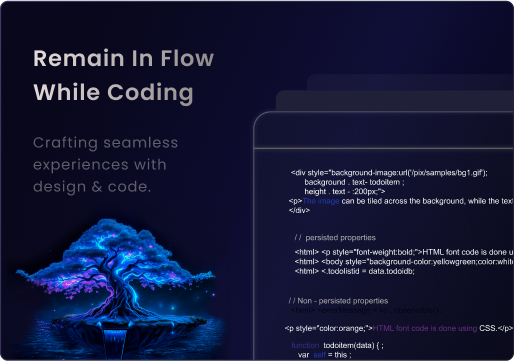 Remain In Flow
While Coding
Crafting seamless
experiences with
design & code.
<div style="background-image:url('/pix/samples/bg1.gif');
background . text- todoitem ;
height . text - :200px;">
<p>The image can be tiled across the background, while the text
</div>
// persisted properties
<html> <p style="font-weight:bold;">HTML font code is done u
<html> <body style="background-color:yellowgreen;color:white
<html> <.todolistid = data.todoidb;
// Non - persisted properties
<p style="color:orange;">HTML font code is done using CSS.</p>
function todoitem(data) { ;
var self = this ;